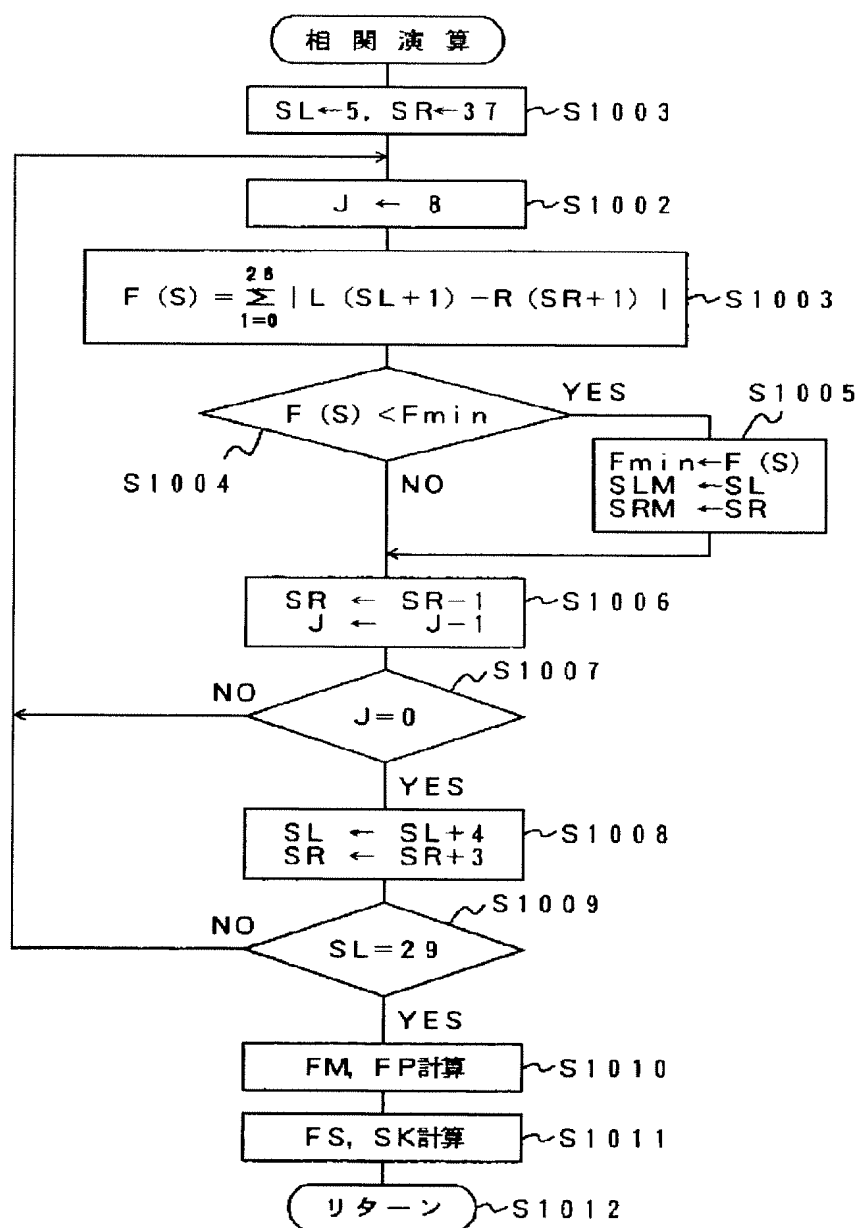 相関演算
SL←5, SR←37 S1003
J ← 8 S1002
26
F(S)=Σ|L(SL+1)-R(SR+1)| S1003
1=0
F(S)<Fmin YES S1005
S1004 NO
Fmin←F(S)
SLM ←SL
SRM ←SR
SR ← SR-1 S1006
J ← J-1
S1007
NO J=0
YES
SL ← SL+4 S1008
SR ← SR+3
S1009
NO SL=29
YES
FM, FP計算 S1010
FS, SK計算 S1011
リターン S1012